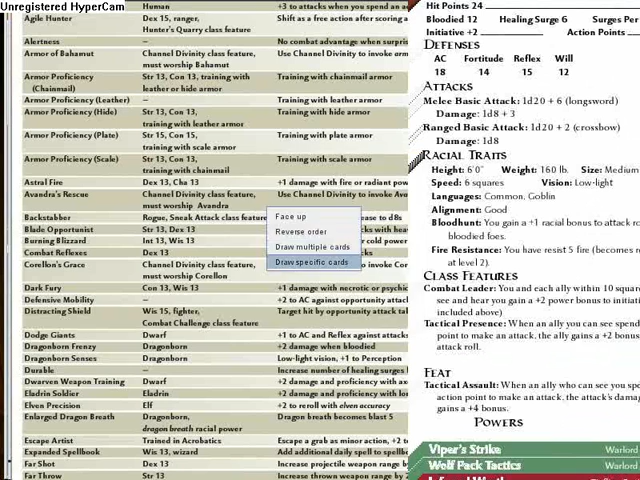 Unregistered HyperCam
Human +3 to attacks when you spend an
Agile Hunter Dex 15, ranger, Shift as a free action after scoring a
Hunter's Quarry class feature
Alertness – No combat advantage when surpris
Armor of Bahamut Channel Divinity class feature, Use Channel Divinity to invoke arm
must worship Bahamut
Armor Proficiency Str 13, Con 13, training with Training with chainmail armor
(Chainmail) leather or hide armor
Armor Proficiency (Leather) – Training with leather armor
Armor Proficiency (Hide) Str 13, Con 13, Training with hide armor
training with leather armor
Armor Proficiency (Plate) Str 15, Con 15, Training with plate armor
training with scale armor
Armor Proficiency (Scale) Str 13, Con 13, Training with scale armor
training with chainmail
Astral Fire Dex 13, Cha 13 +1 damage with fire or radiant pow
Avandra's Rescue Channel Divinity class feature, Use Channel Divinity to invoke Ava
must worship Avandra
Backstabber Rogue, Sneak Attack class feature ease to d8s
Blade Opportunist Str 13, Dex 13 ks with heav
Burning Blizzard Int 13, Wis 13 cold power
Combat Reflexes Dex 13 ks
Corellon's Grace Channel Divinity class feature, to invoke Cor
must worship Corellon
Dark Fury Con 13, Wis 13 +1 damage with necrotic or psychic
Defensive Mobility – +2 to AC against opportunity attack
Distracting Shield Wis 15, fighter, Target hit by opportunity attack tak
Combat Challenge class feature
Dodge Giants Dwarf +1 to AC and Reflex against attacks
Dragonborn Frenzy Dragonborn +2 damage when bloodied
Dragonborn Senses Dragonborn Low-light vision, +1 to Perception
Durable – Increase number of healing surges
Dwarven Weapon Training Dwarf +2 damage and proficiency with axe
Eladrin Soldier Eladrin +2 damage and proficiency with lon
Elven Precision Elf +2 to reroll with elven accuracy
Enlarged Dragon Breath Dragonborn, Dragon breath becomes blast 5
dragon breath racial power
Escape Artist Trained in Acrobatics Escape a grab as minor action, +2 to
Expanded Spellbook Wis 13, wizard Add additional daily spell to spellb
Far Shot Dex 13 Increase projectile weapon range b
Far Throw Str 13 Increase thrown weapon range by
Face up
Reverse order
Draw multiple cards
Draw specific cards
Hit Points 24
Bloodied 12 Healing Surge 6 Surges Per
Initiative +2 Action Points
DEFENSES
AC Fortitude Reflex Will
18 14 15 12
ATTACKS
Melee Basic Attack: 1d20 + 6 (longsword)
Damage: 1d8 + 3
Ranged Basic Attack: 1d20 + 2 (crossbow)
Damage: 1d8
RACIAL TRAITS
Height: 6'0" Weight: 160 lb. Size: Medium
Speed: 6 squares Vision: Low-light
Languages: Common, Goblin
Alignment: Good
Bloodhunt: You gain a +1 racial bonus to attack ro
bloodied foes.
Fire Resistance: You have resist 5 fire (becomes r
at level 2).
CLASS FEATURES
Combat Leader: You and each ally within 10 square
see and hear you gain a +2 power bonus to initiati
included above)
Tactical Presence: When an ally you can see spend
point to make an attack, the ally gains a +2 bonus
attack roll.
FEAT
Tactical Assault: When an ally who can see you spe
action point to make an attack, the attack's damag
gains a +4 bonus.
POWERS
Viper's Strike Warlord
Wolf Pack Tactics Warlord